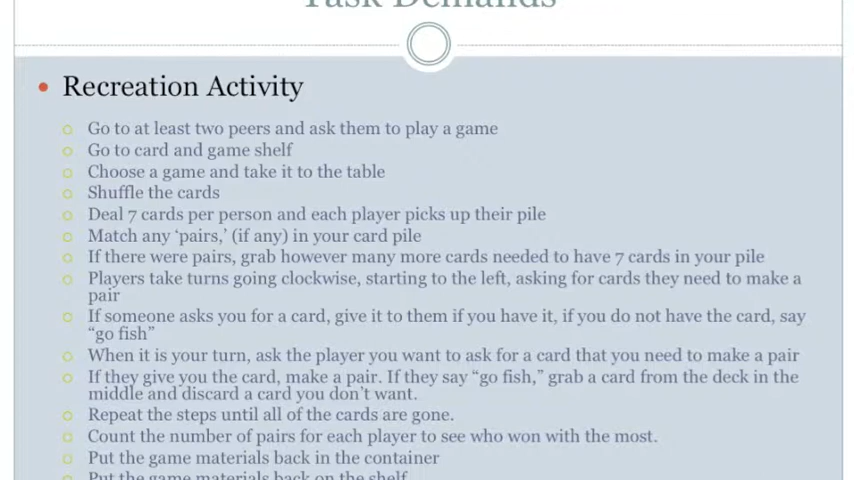 Task Demands
Recreation Activity
Go to at least two peers and ask them to play a game
Go to card and game shelf
Choose a game and take it to the table
Shuffle the cards
Deal 7 cards per person and each player picks up their pile
Match any ‘pairs,’ (if any) in your card pile
If there were pairs, grab however many more cards needed to have 7 cards in your pile
Players take turns going clockwise, starting to the left, asking for cards they need to make a
pair
If someone asks you for a card, give it to them if you have it, if you do not have the card, say
“go fish”
When it is your turn, ask the player you want to ask for a card that you need to make a pair
If they give you the card, make a pair. If they say “go fish,” grab a card from the deck in the
middle and discard a card you don’t want.
Repeat the steps until all of the cards are gone.
Count the number of pairs for each player to see who won with the most.
Put the game materials back in the container
Put the game materials back on the shelf